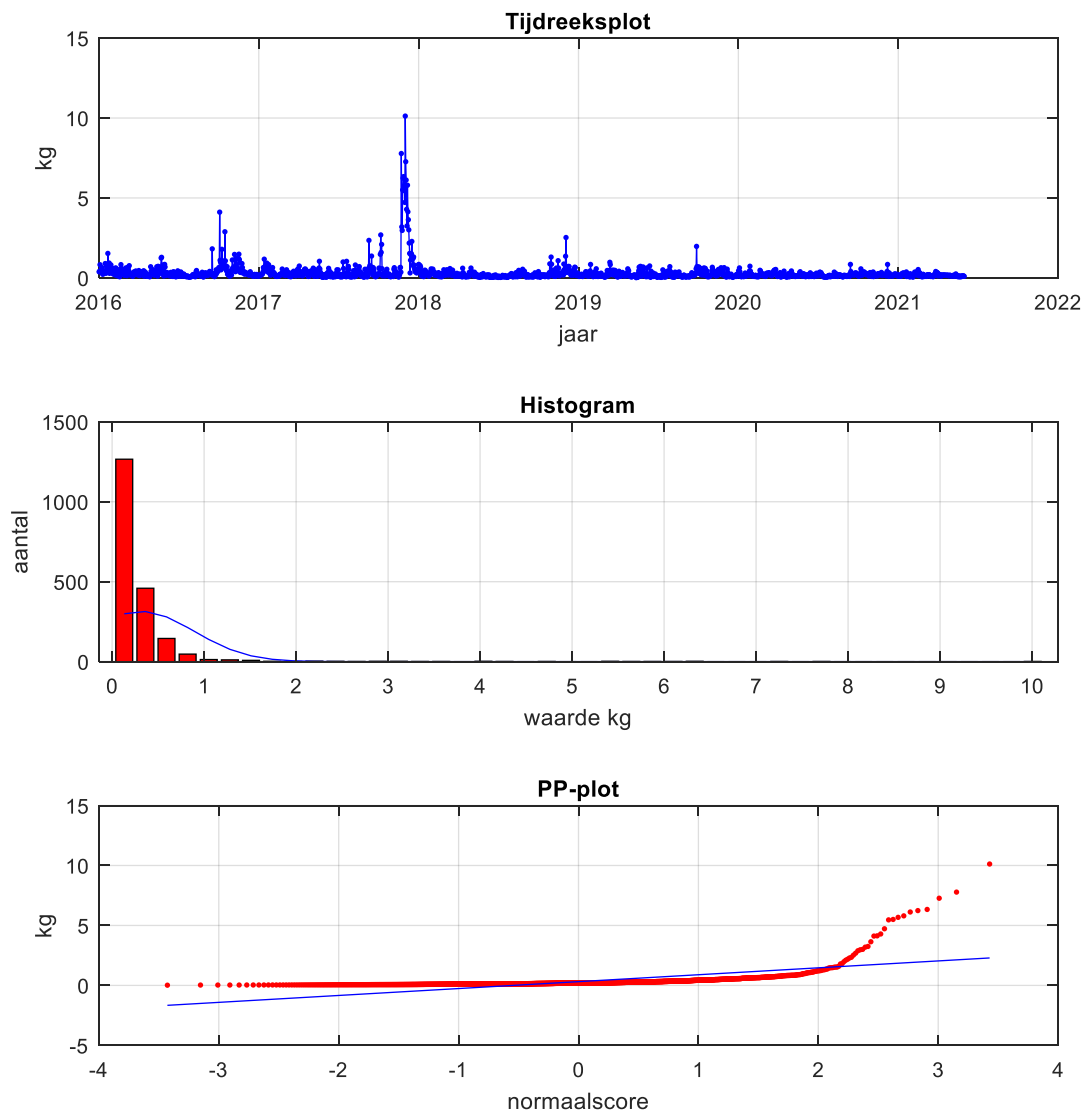 Tijdreeksplot
15
10
5
0
kg
2016 2017 2018 2019 2020 2021 2022
jaar
Histogram
1500
1000
500
0
aantal
0 1 2 3 4 5 6 7 8 9 10
waarde kg
PP-plot
15
10
5
0
-5
kg
-4 -3 -2 -1 0 1 2 3 4
normaalscore